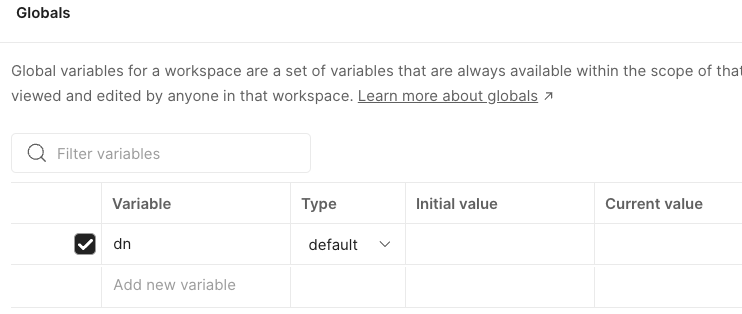 Globals
Global variables for a workspace are a set of variables that are always available within the scope of that
viewed and edited by anyone in that workspace. Learn more about globals ↗
Filter variables
Variable Type Initial value Current value
dn default
Add new variable